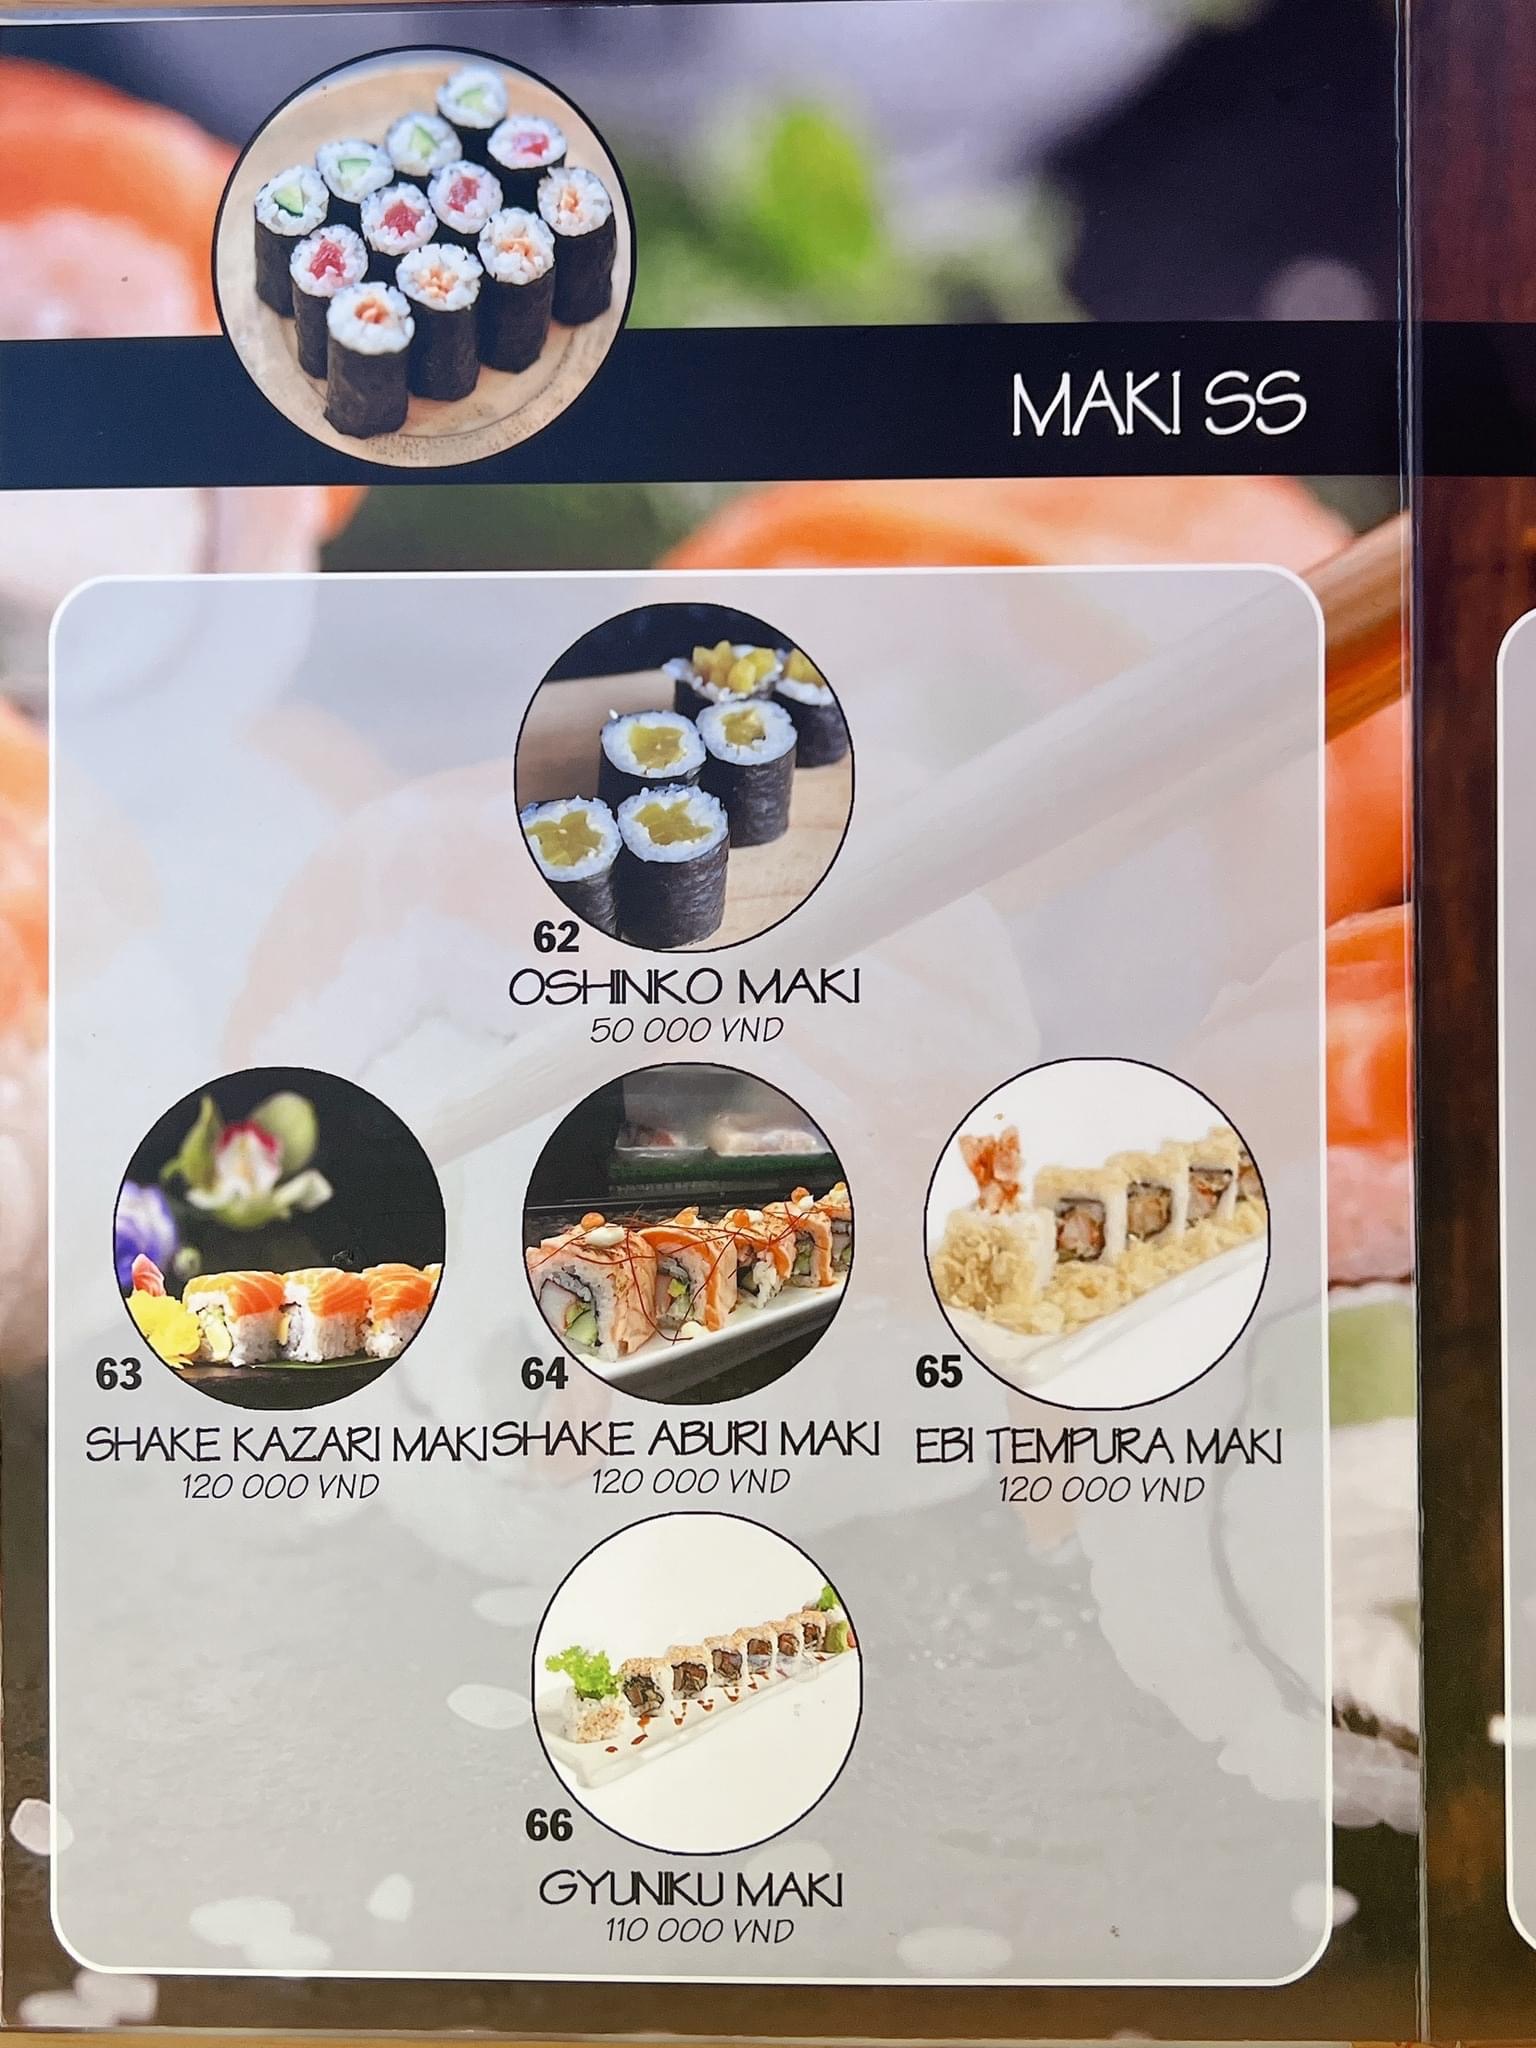 MAKI SS
62
OSHINKO MAKI
50 000 VND
63
SHAKE KAZARI MAKI
120 000 VND
64
SHAKE ABURI MAKI
120 000 VND
65
EBI TEMPURA MAKI
120 000 VND
66
GYUNIKU MAKI
110 000 VND